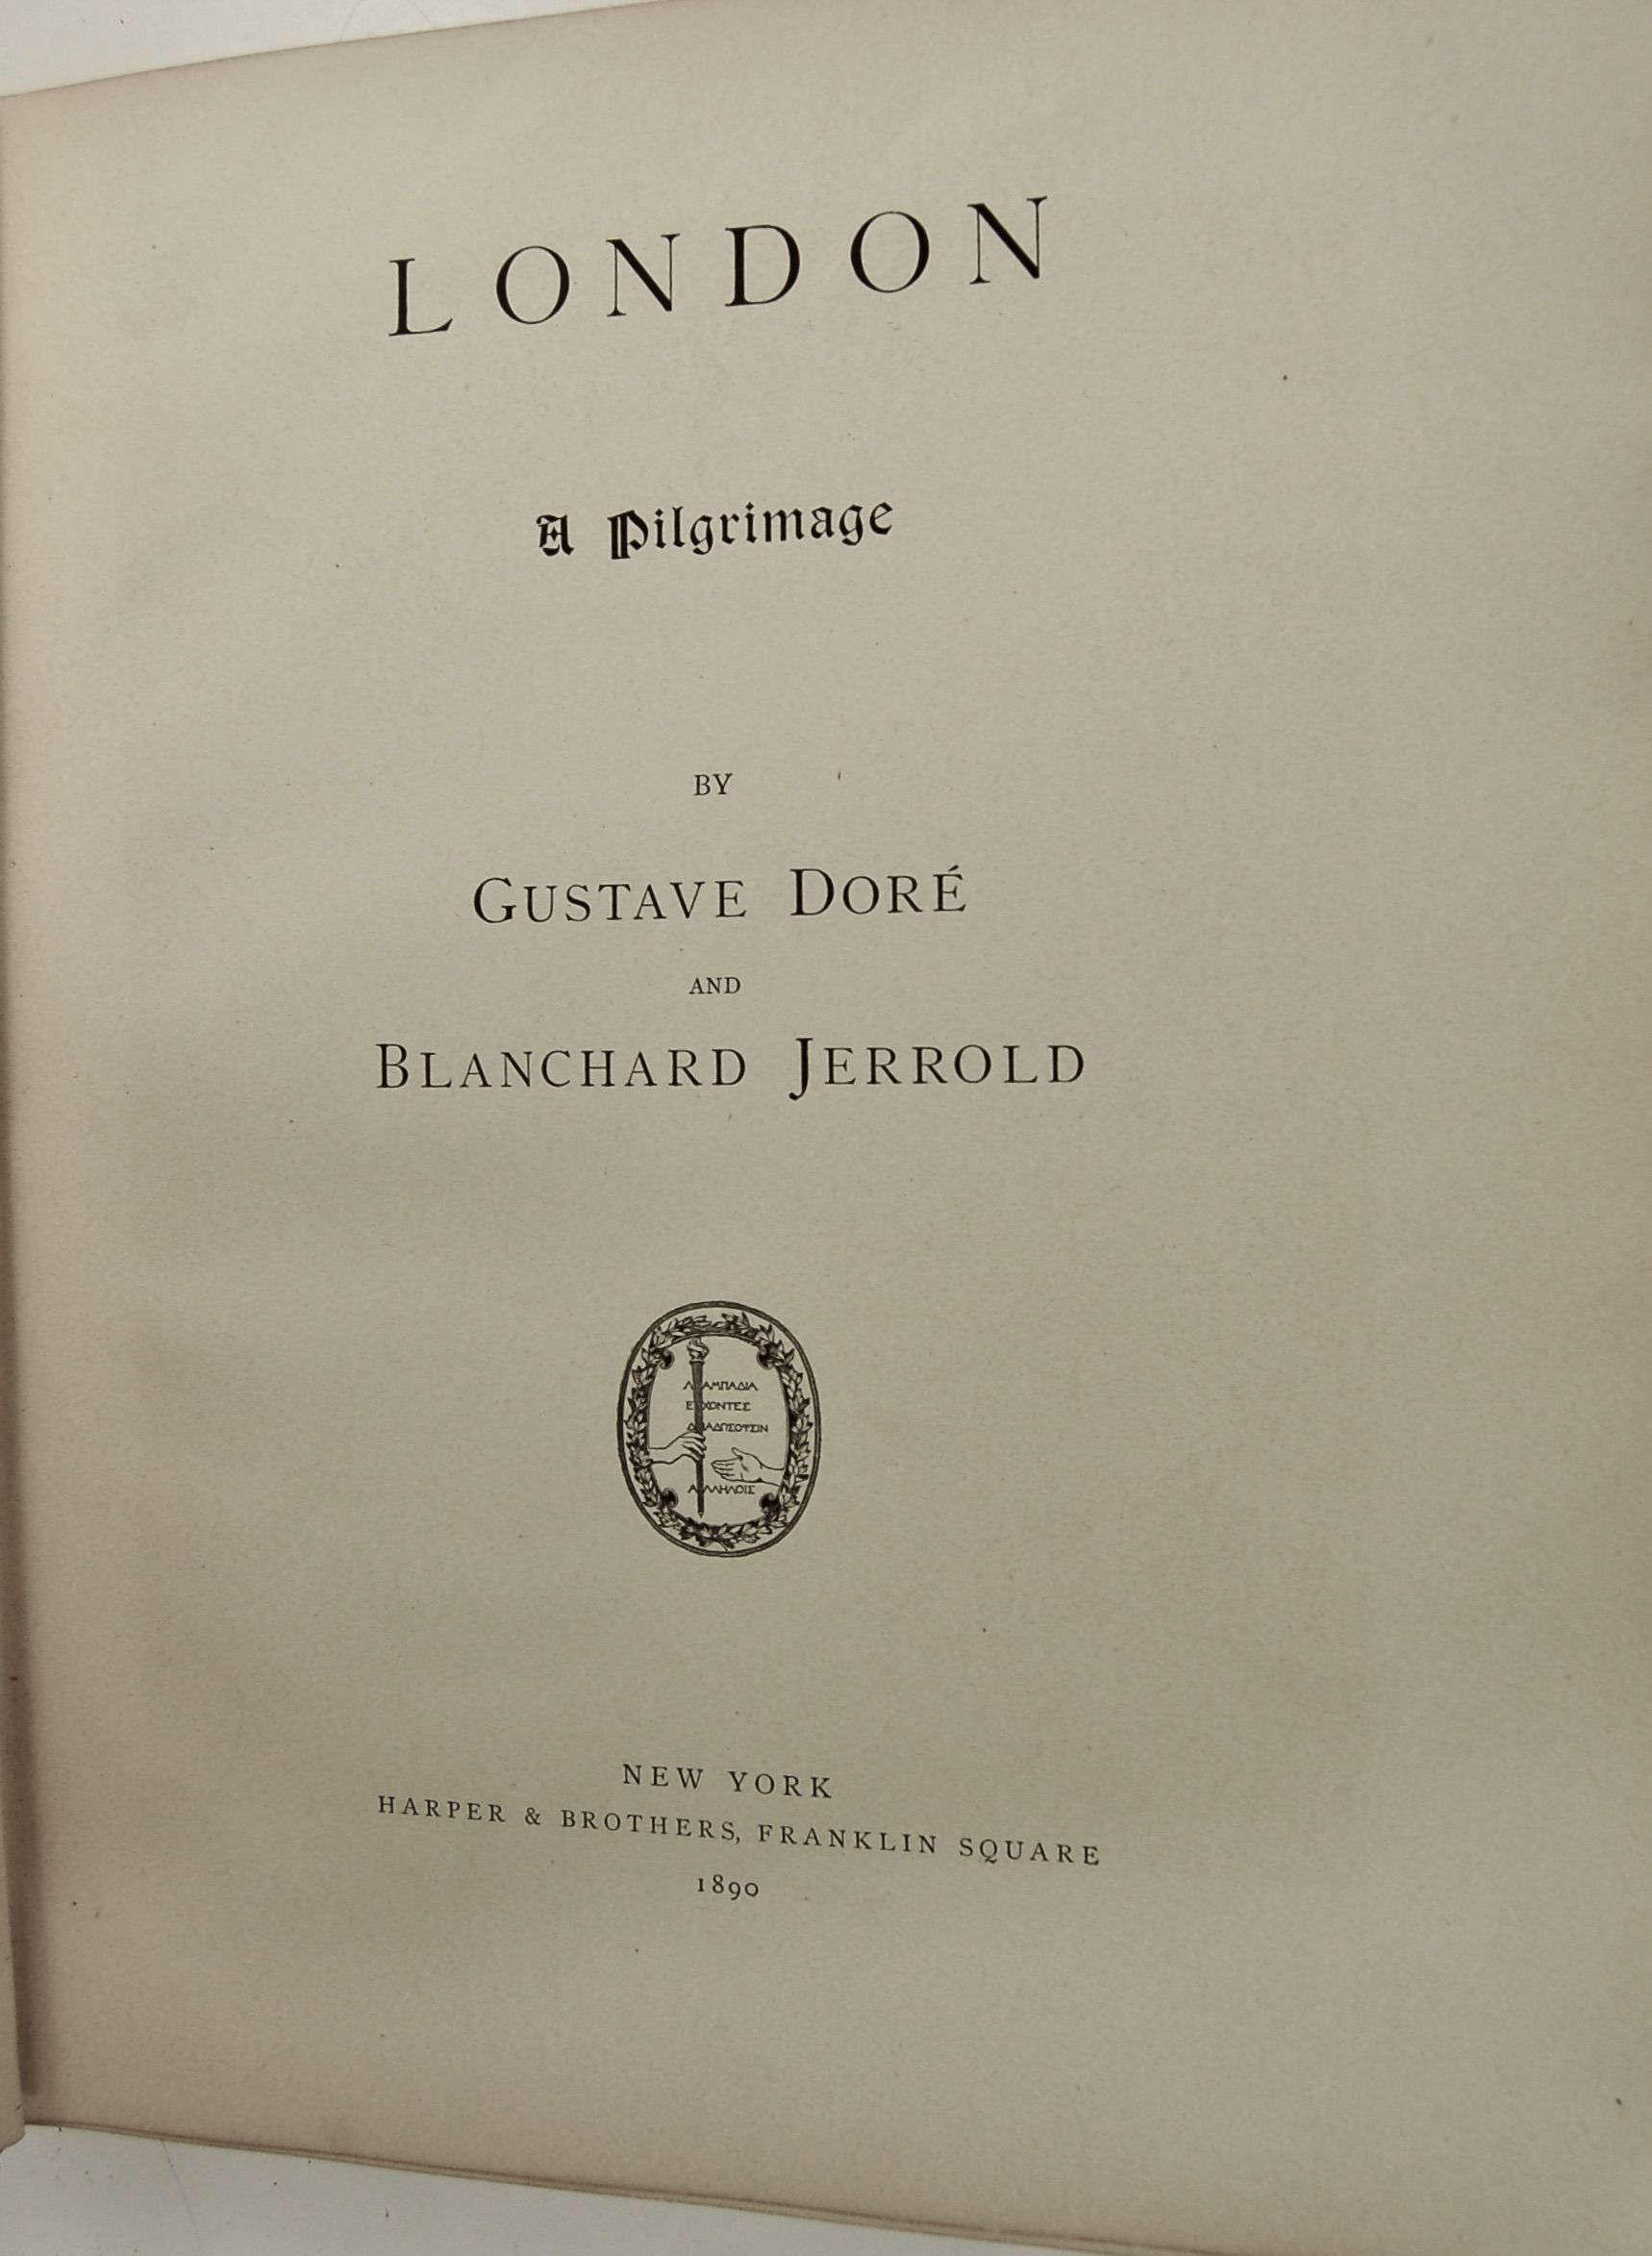 LONDON
A Pilgrimage
BY
GUSTAVE DORÉ
AND
BLANCHARD JERROLD
ΛΑΜΠΑΔΙΑ
ΕΧΟΝΤΕΣ
ΔΙΑΔΩΣΟΥΣΙΝ
ΑΛΛΗΛΟΙΣ
NEW YORK
HARPER & BROTHERS, FRANKLIN SQUARE
1890